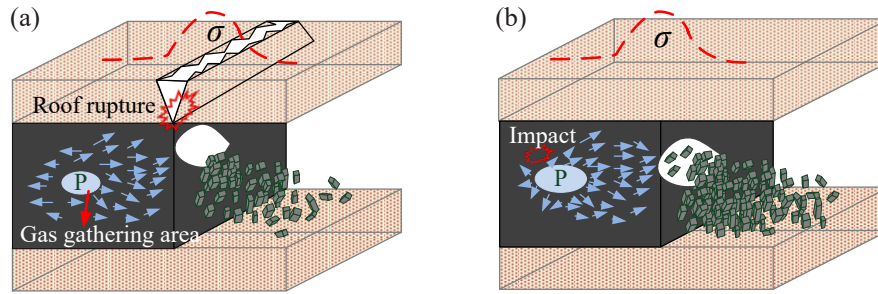 (a)
σ
Roof rupture
P
Gas gathering area
(b)
σ
Impact
P